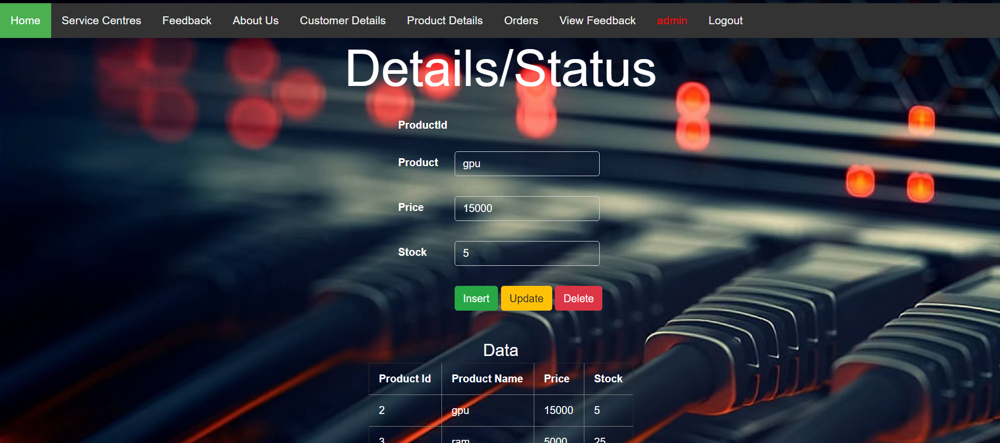 Home Service Centres Feedback About Us Customer Details Product Details Orders View Feedback admin Logout
Details/Status
ProductId
Product gpu
Price 15000
Stock 5
Insert Update Delete
Data
Product Id Product Name Price Stock
2 gpu 15000 5
3 ram 5000 25